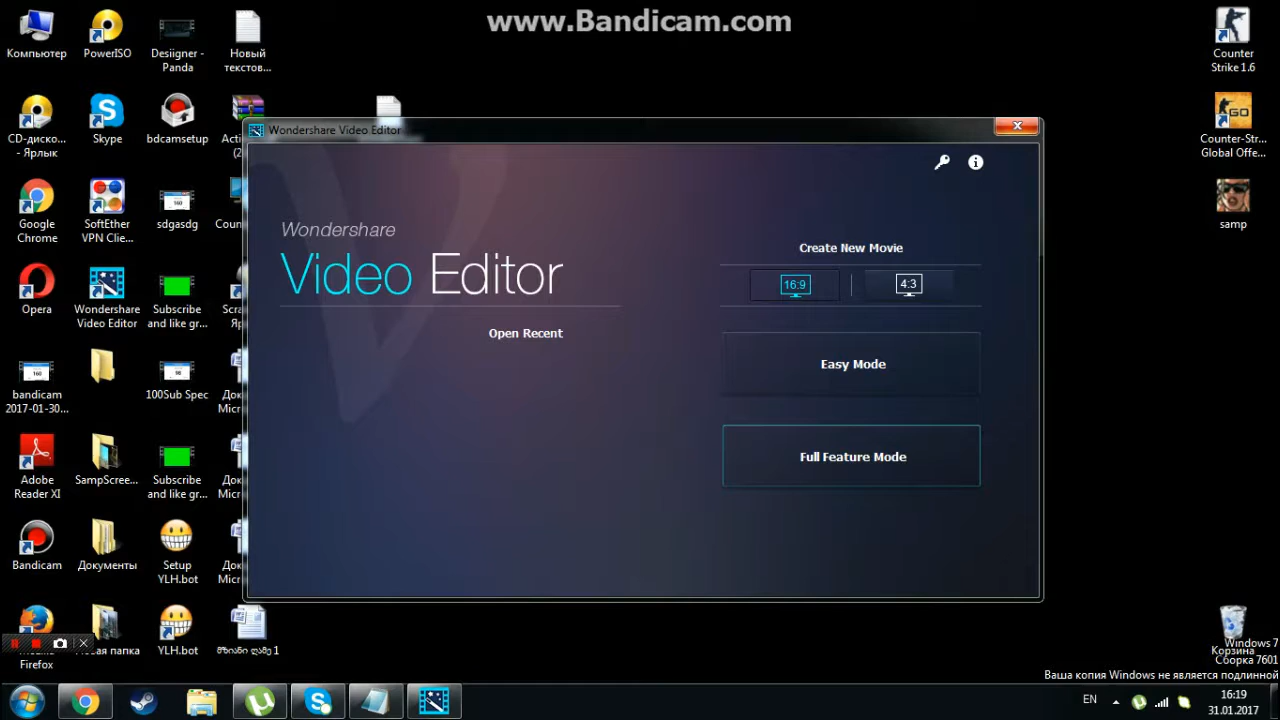 www.Bandicam.com
Компьютер
PowerISO
Desiigner -
Panda
Новый
текстов...
Counter
Strike 1.6
CD-диско...
- Ярлык
Skype
bdcamsetup
Wondershare Video Editor
Counter-Str...
Global Offe...
Google
Chrome
SoftEther
VPN Clie...
sdgasdg
samp
Opera
Wondershare
Video Editor
Subscribe
and like gr...
bandicam
2017-01-30...
100Sub Spec
Adobe
Reader XI
SampScree...
Subscribe
and like gr...
Bandicam
Документы
Setup
YLH.bot
Firefox
YLH.bot
მზიანი ღამე 1
Wondershare
Video Editor
Open Recent
Create New Movie
16:9
4:3
Easy Mode
Full Feature Mode
Корзина
Windows 7
Сборка 7601
Ваша копия Windows не является подлинной
EN
16:19
31.01.2017